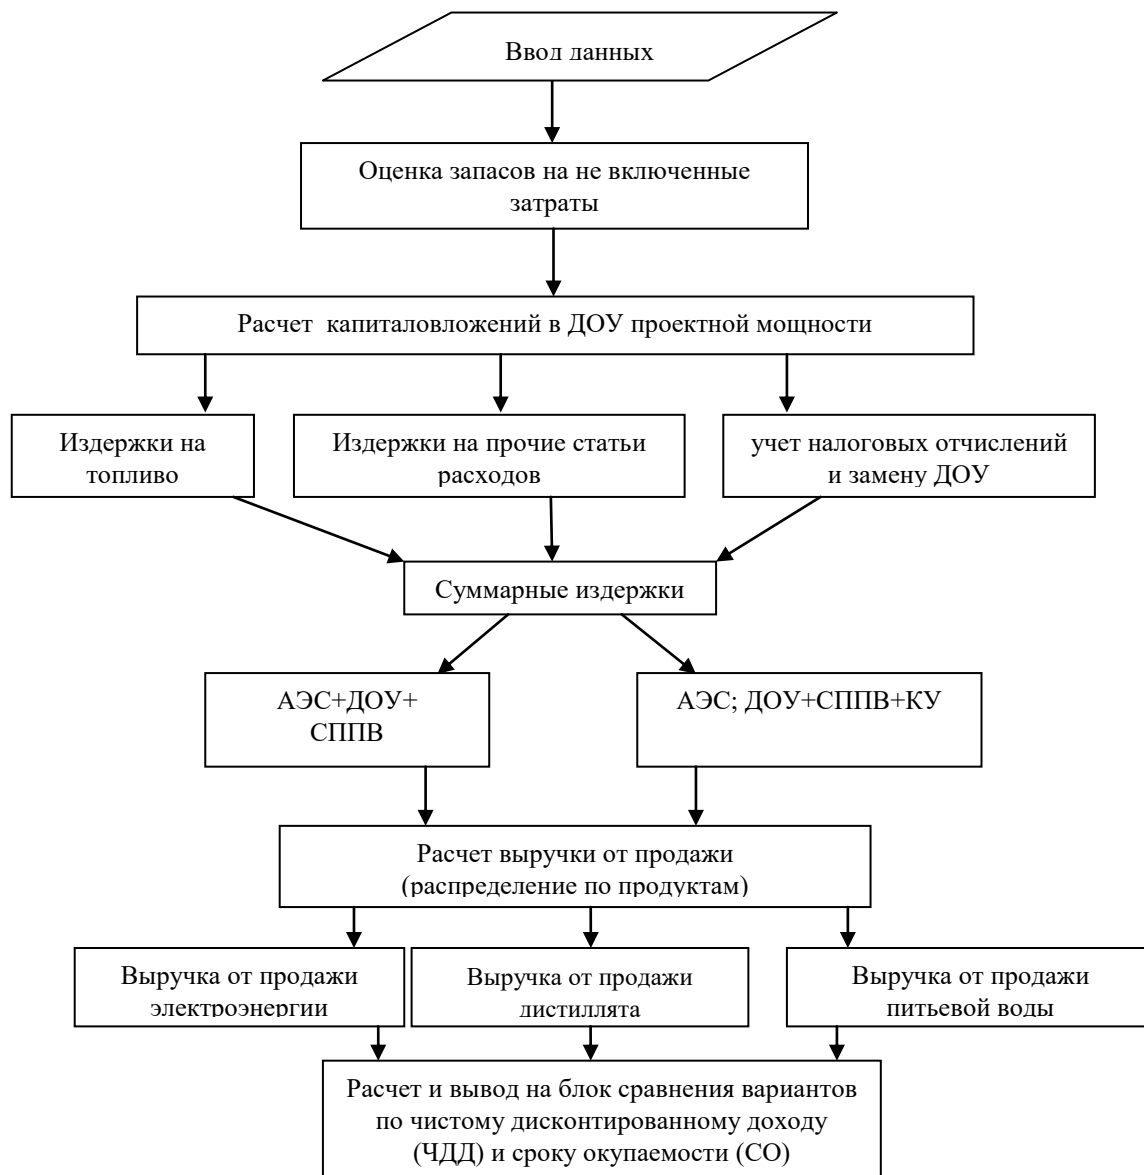 Ввод данных
Оценка запасов на не включенные
затраты
Расчет капиталовложений в ДОУ проектной мощности
Издержки на
топливо
Издержки на прочие статьи
расходов
учет налоговых отчислений
и замену ДОУ
Суммарные издержки
АЭС+ДОУ+
СППВ
АЭС; ДОУ+СППВ+КУ
Расчет выручки от продажи
(распределение по продуктам)
Выручка от продажи
электроэнергии
Выручка от продажи
дистиллята
Выручка от продажи
питьевой воды
Расчет и вывод на блок сравнения вариантов
по чистому дисконтированному доходу
(ЧДД) и сроку окупаемости (СО)